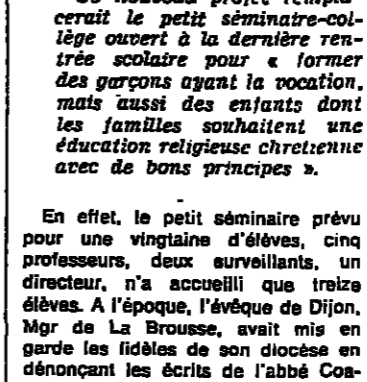 nouveau projet
cerait le petit séminaire-col-
lège ouvert à la dernière ren-
trée scolaire pour « former
des garçons ayant la vocation,
mais aussi des enfants dont
les familles souhaitent une
éducation religieuse chrétienne
avec de bons principes ».
En effet, le petit séminaire prévu
pour une vingtaine d'élèves, cinq
professeurs, deux surveillants, un
directeur, n'a accueilli que treize
élèves. A l'époque, l'évêque de Dijon,
Mgr de La Brousse, avait mis en
garde les fidèles de son diocèse en
dénonçant les écrits de l'abbé Coa-